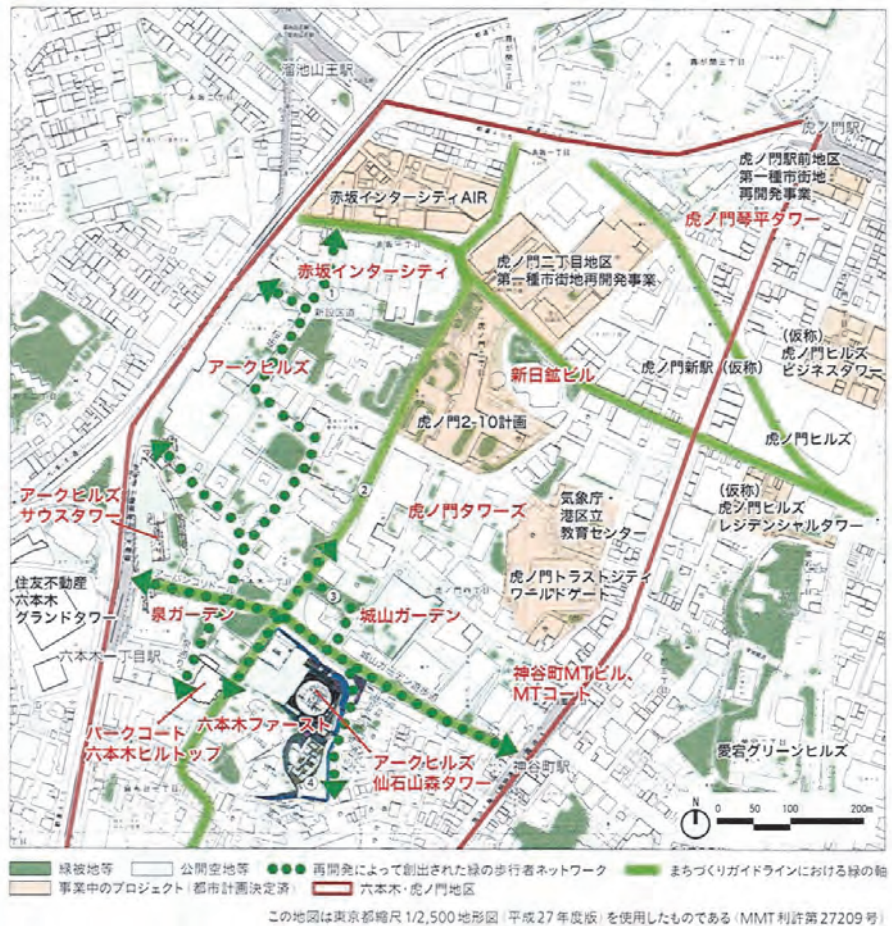 溜池山王駅
虎ノ門駅
虎ノ門駅前地区
第一種市街地
再開発事業
赤坂インターシティAIR
虎ノ門琴平タワー
虎ノ門二丁目地区
第一種市街地再開発事業
赤坂インターシティ
①
新設区道
(仮称)
虎ノ門ヒルズ
ビジネスタワー
アークヒルズ
新日鉱ビル
虎ノ門新駅(仮称)
虎ノ門2-10計画
虎ノ門ヒルズ
アークヒルズ
サウスタワー
②
虎ノ門タワーズ
気象庁・
港区立
教育センター
(仮称)
虎ノ門ヒルズ
レジデンシャルタワー
住友不動産
六本木
グランドタワー
泉ガーデン
③
城山ガーデン
虎ノ門トラストシティ
ワールドゲート
六本木一丁目駅
城山ガーデン遊歩道
神谷町MTビル、
MTコート
パークコード
六本木ヒルトップ
六本木ファースト
アークヒルズ
仙石山森タワー
④
神谷町駅
愛宕グリーンヒルズ
N
0 50 100 200m
緑被地等 公開空地等 再開発によって創出された緑の歩行者ネットワーク まちづくりガイドラインにおける緑の軸
事業中のプロジェクト(都市計画決定済) 六本木・虎ノ門地区
この地図は東京都縮尺1/2,500地形図(平成27年度版)を使用したものである(MMT利許第27209号)